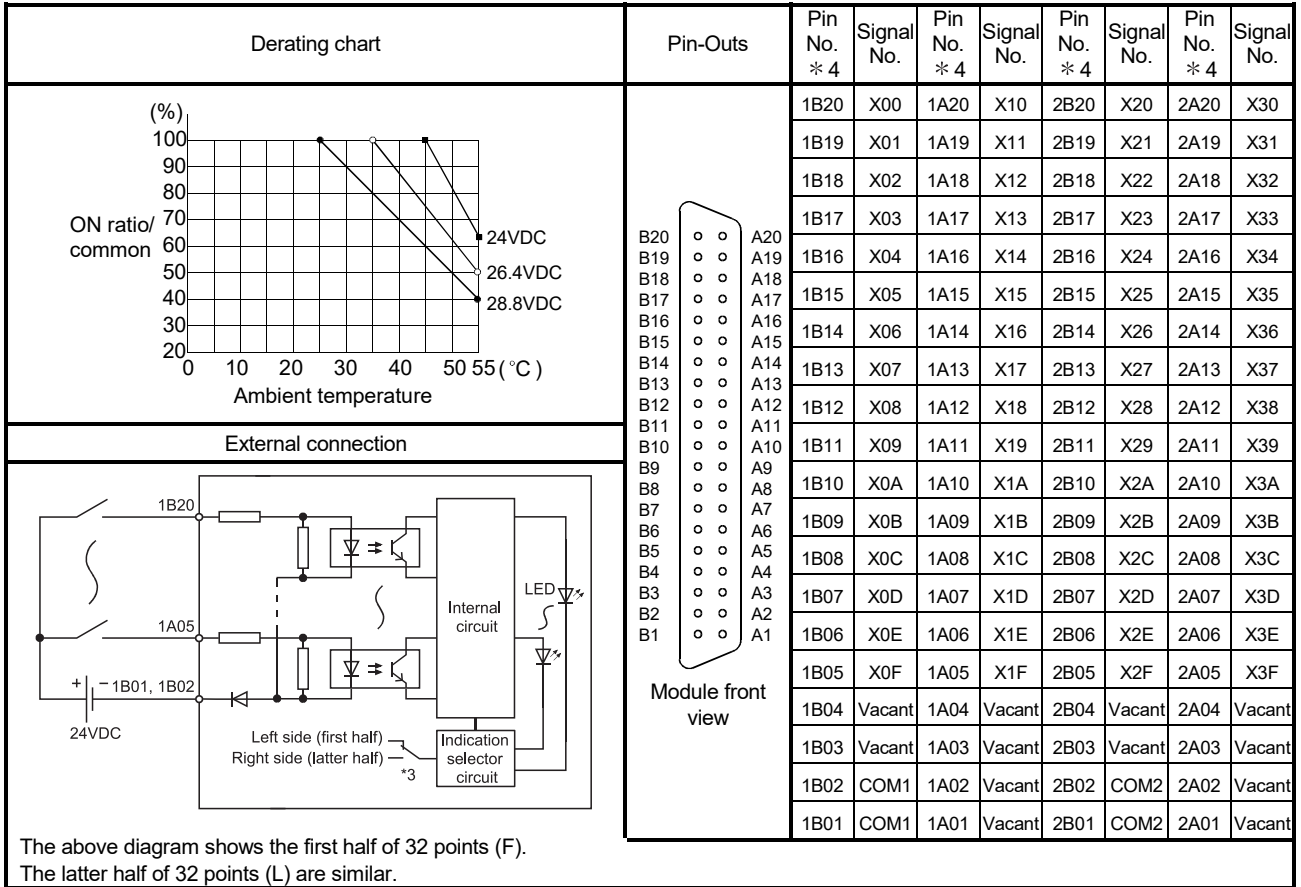 Derating chart
(%)
100
90
80
70
60
50
40
30
20
ON ratio/
common
24VDC
26.4VDC
28.8VDC
0 10 20 30 40 50 55 (°C)
Ambient temperature
External connection
1B20
1A05
+ − 1B01, 1B02
24VDC
Internal
circuit
LED
Left side (first half)
Right side (latter half)
*3
Indication
selector
circuit
The above diagram shows the first half of 32 points (F).
The latter half of 32 points (L) are similar.
Pin-Outs
B20 A20
B19 A19
B18 A18
B17 A17
B16 A16
B15 A15
B14 A14
B13 A13
B12 A12
B11 A11
B10 A10
B9 A9
B8 A8
B7 A7
B6 A6
B5 A5
B4 A4
B3 A3
B2 A2
B1 A1
Module front
view
Pin Signal Pin Signal Pin Signal Pin Signal
No. No. No. No. No. No. No. No.
＊4 ＊4 ＊4 ＊4
1B20 X00 1A20 X10 2B20 X20 2A20 X30
1B19 X01 1A19 X11 2B19 X21 2A19 X31
1B18 X02 1A18 X12 2B18 X22 2A18 X32
1B17 X03 1A17 X13 2B17 X23 2A17 X33
1B16 X04 1A16 X14 2B16 X24 2A16 X34
1B15 X05 1A15 X15 2B15 X25 2A15 X35
1B14 X06 1A14 X16 2B14 X26 2A14 X36
1B13 X07 1A13 X17 2B13 X27 2A13 X37
1B12 X08 1A12 X18 2B12 X28 2A12 X38
1B11 X09 1A11 X19 2B11 X29 2A11 X39
1B10 X0A 1A10 X1A 2B10 X2A 2A10 X3A
1B09 X0B 1A09 X1B 2B09 X2B 2A09 X3B
1B08 X0C 1A08 X1C 2B08 X2C 2A08 X3C
1B07 X0D 1A07 X1D 2B07 X2D 2A07 X3D
1B06 X0E 1A06 X1E 2B06 X2E 2A06 X3E
1B05 X0F 1A05 X1F 2B05 X2F 2A05 X3F
1B04 Vacant 1A04 Vacant 2B04 Vacant 2A04 Vacant
1B03 Vacant 1A03 Vacant 2B03 Vacant 2A03 Vacant
1B02 COM1 1A02 Vacant 2B02 COM2 2A02 Vacant
1B01 COM1 1A01 Vacant 2B01 COM2 2A01 Vacant